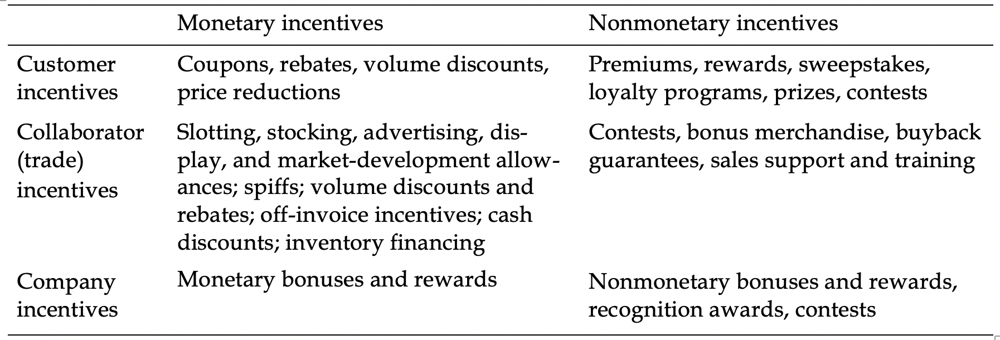 Monetary incentives Nonmonetary incentives
Customer incentives
Coupons, rebates, volume discounts,
price reductions
Premiums, rewards, sweepstakes,
loyalty programs, prizes, contests
Collaborator
(trade)
incentives
Slotting, stocking, advertising, dis-
play, and market-development allow-
ances; spiffs; volume discounts and
rebates; off-invoice incentives; cash
discounts; inventory financing
Contests, bonus merchandise, buyback
guarantees, sales support and training
Company
incentives
Monetary bonuses and rewards
Nonmonetary bonuses and rewards,
recognition awards, contests